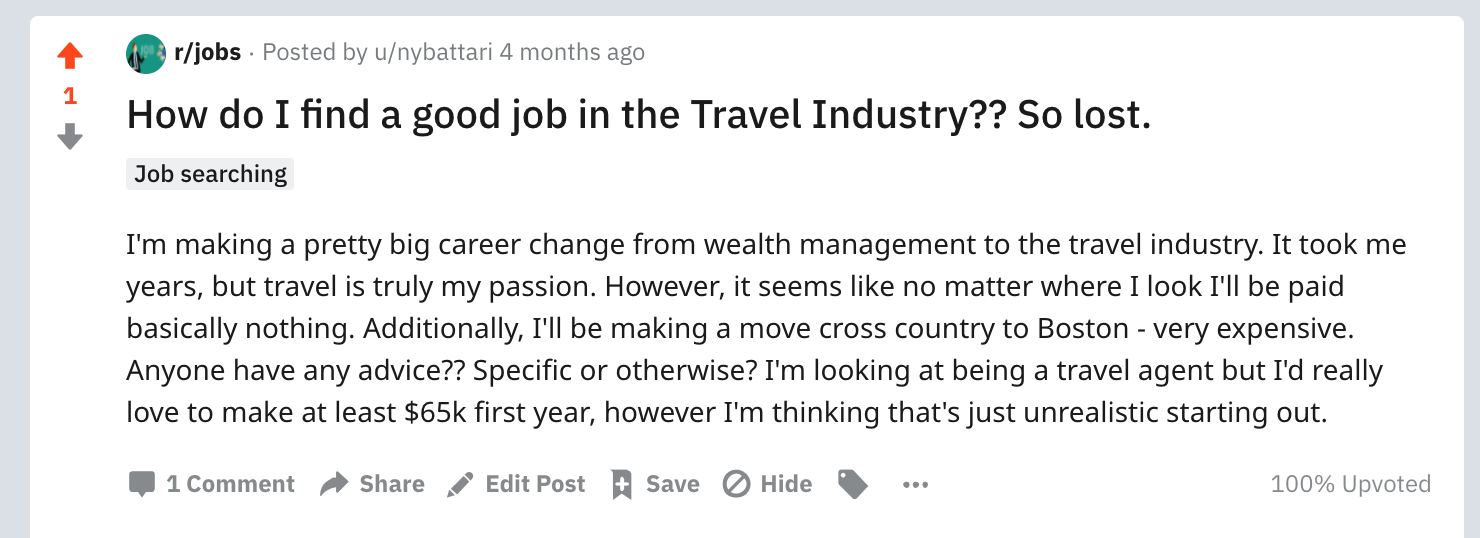 r/jobs · Posted by u/nybattari 4 months ago
1
How do I find a good job in the Travel Industry?? So lost.
Job searching
I'm making a pretty big career change from wealth management to the travel industry. It took me
years, but travel is truly my passion. However, it seems like no matter where I look I'll be paid
basically nothing. Additionally, I'll be making a move cross country to Boston - very expensive.
Anyone have any advice?? Specific or otherwise? I'm looking at being a travel agent but I'd really
love to make at least $65k first year, however I'm thinking that's just unrealistic starting out.
1 Comment Share Edit Post Save Hide ... 100% Upvoted